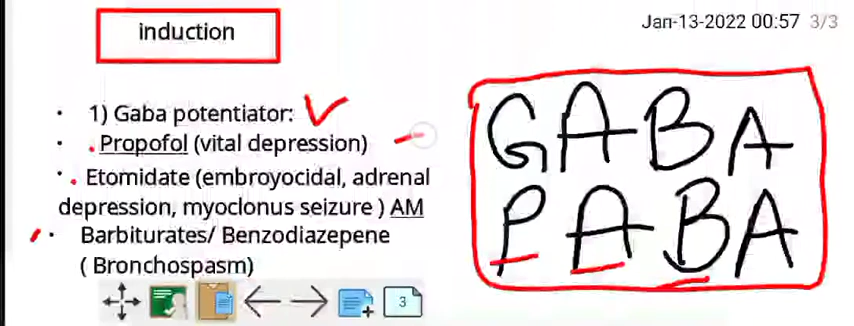 induction
Jan-13-2022 00:57 3/3
· 1) Gaba potentiator:
· . Propofol (vital depression)
· . Etomidate (embroyocidal, adrenal
depression, myoclonus seizure ) AM
· Barbiturates/ Benzodiazepene
( Bronchospasm)
GABA
PABA
3